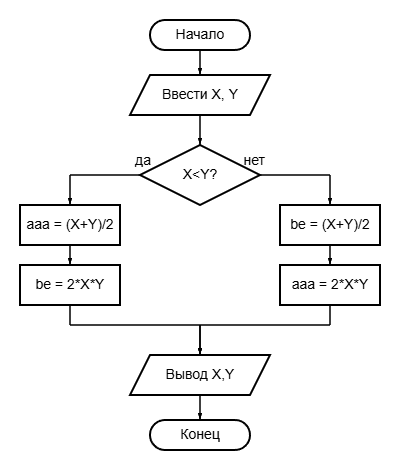 Начало
Ввести X, Y
да
X<Y?
нет
aaa = (X+Y)/2
be = (X+Y)/2
be = 2*X*Y
aaa = 2*X*Y
Вывод X,Y
Конец